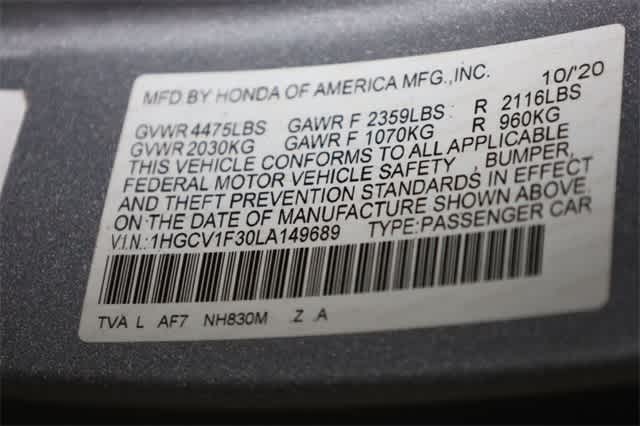 MFD.BY HONDA OF AMERICA MFG.,INC. 10/'20
GVWR 4475LBS GAWR F 2359LBS : R 2116LBS
GVWR 2030KG GAWR F 1070KG R 960KG
THIS VEHICLE CONFORMS TO ALL APPLICABLE
FEDERAL MOTOR VEHICLE SAFETY , BUMPER,
AND THEFT PREVENTION STANDARDS IN EFFECT
ON THE DATE OF MANUFACTURE SHOWN ABOVE.
V.I.N.: 1HGCV1F30LA149689 TYPE:PASSENGER CAR
TVA L AF7 NH830M Z A